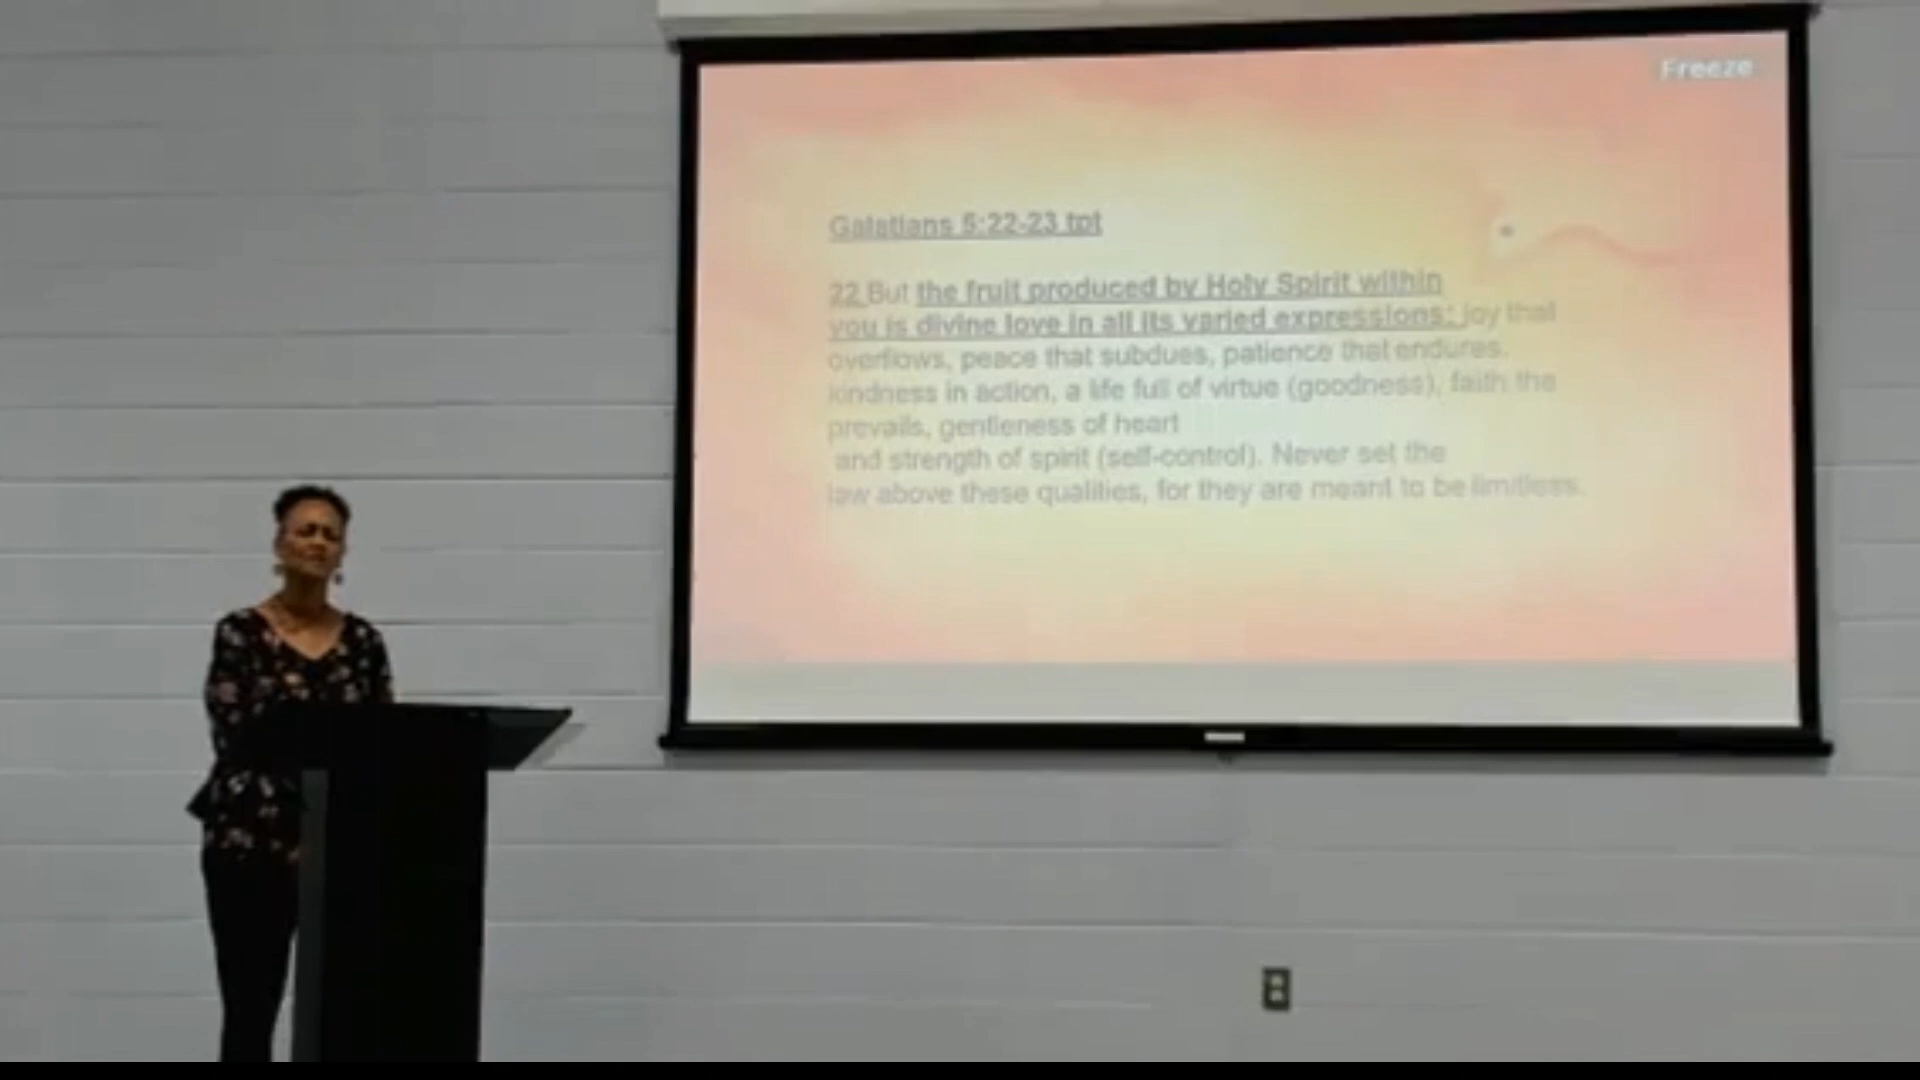 Freeze
Galatians 5:22-23 tpt
22 But the fruit produced by Holy Spirit within
you is divine love in all its varied expressions: joy that
overflows, peace that subdues, patience that endures.
kindness in action, a life full of virtue (goodness), faith the
prevails, gentleness of heart
and strength of spirit (self-control). Never set the
law above these qualities, for they are meant to be limitless.